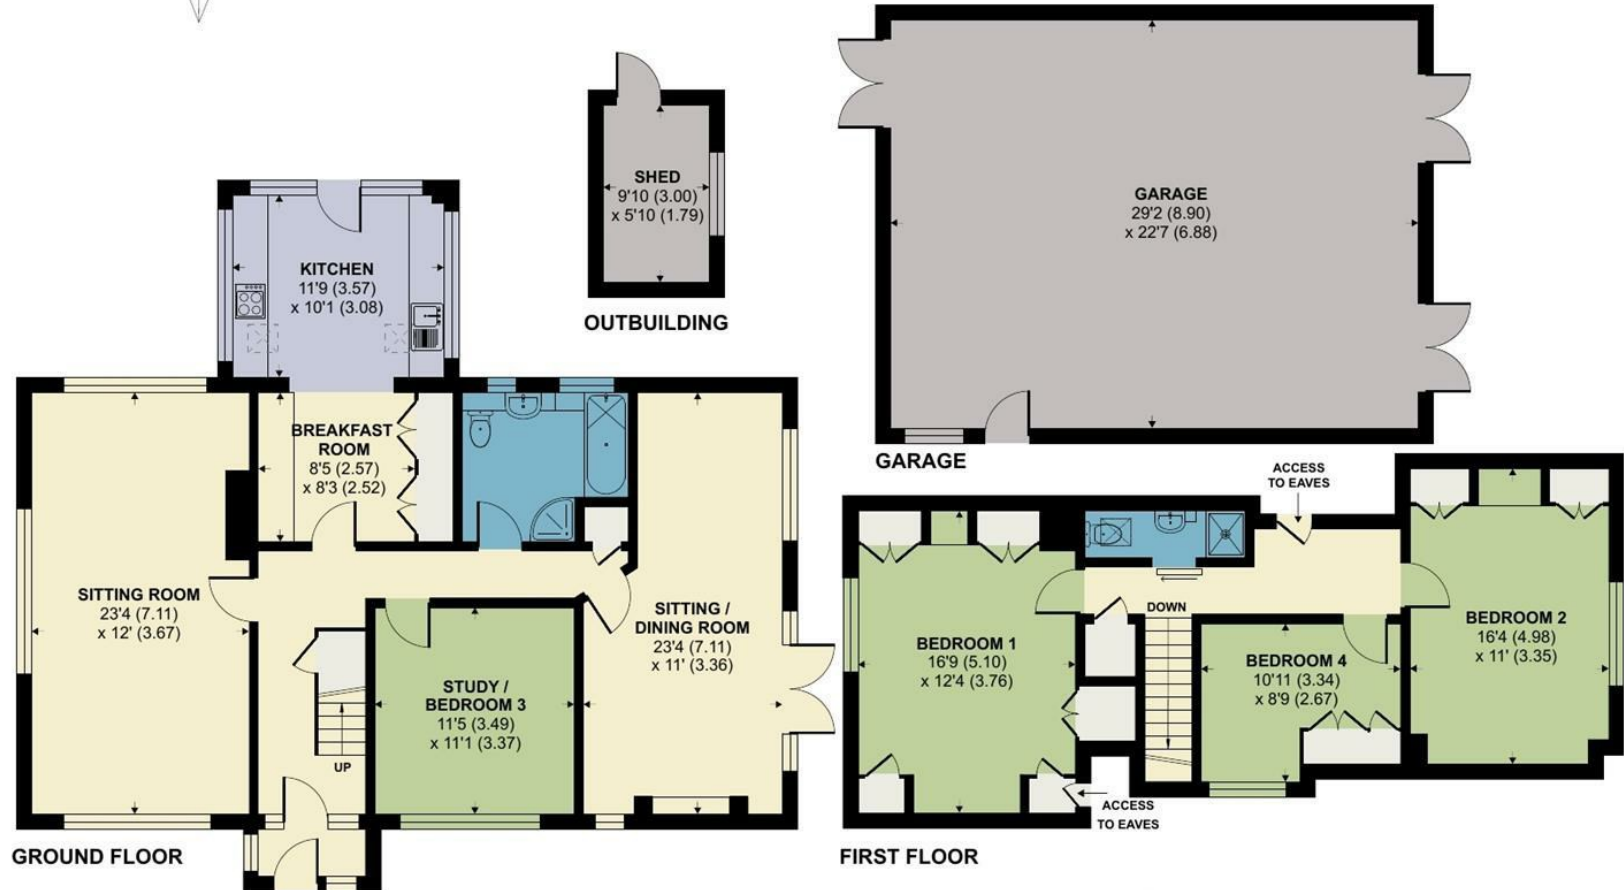 SHED
9'10 (3.00)
x 5'10 (1.79)
OUTBUILDING
GARAGE
29'2 (8.90)
x 22'7 (6.88)
GARAGE
KITCHEN
11'9 (3.57)
x 10'1 (3.08)
BREAKFAST
ROOM
8'5 (2.57)
x 8'3 (2.52)
SITTING ROOM
23'4 (7.11)
x 12' (3.67)
SITTING /
DINING ROOM
23'4 (7.11)
x 11' (3.36)
STUDY /
BEDROOM 3
11'5 (3.49)
x 11'1 (3.37)
UP
GROUND FLOOR
ACCESS
TO EAVES
DOWN
BEDROOM 1
16'9 (5.10)
x 12'4 (3.76)
BEDROOM 4
10'11 (3.34)
x 8'9 (2.67)
BEDROOM 2
16'4 (4.98)
x 11' (3.35)
ACCESS
TO EAVES
FIRST FLOOR